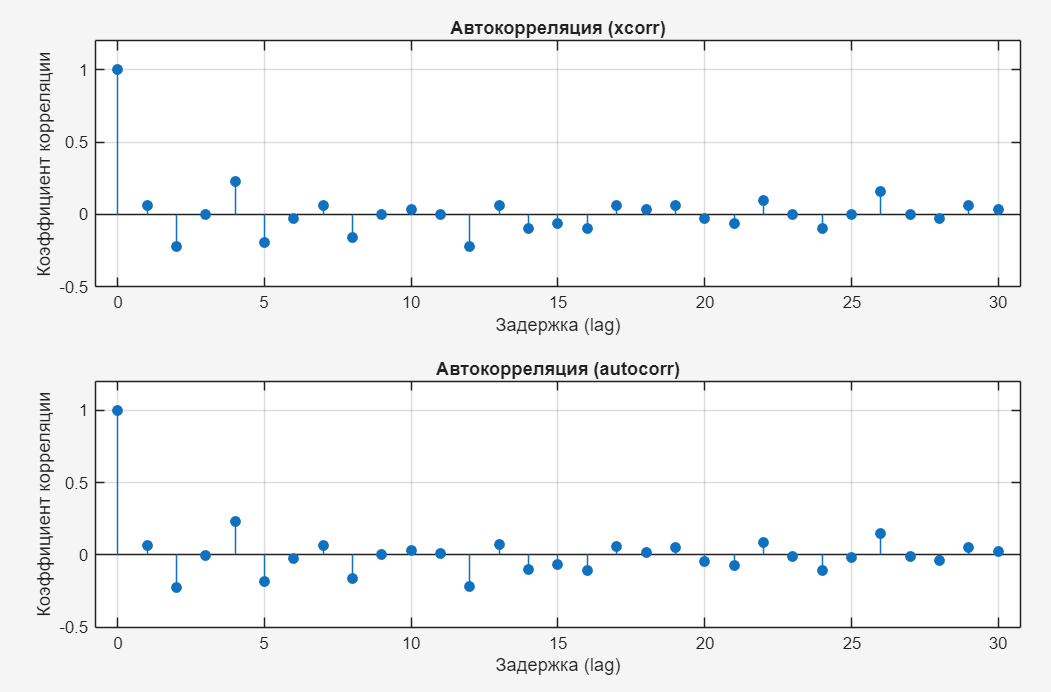 Автокорреляция (xcorr)
Коэффициент корреляции
1
0.5
0
-0.5
0 5 10 15 20 25 30
Задержка (lag)
Автокорреляция (autocorr)
Коэффициент корреляции
1
0.5
0
-0.5
0 5 10 15 20 25 30
Задержка (lag)